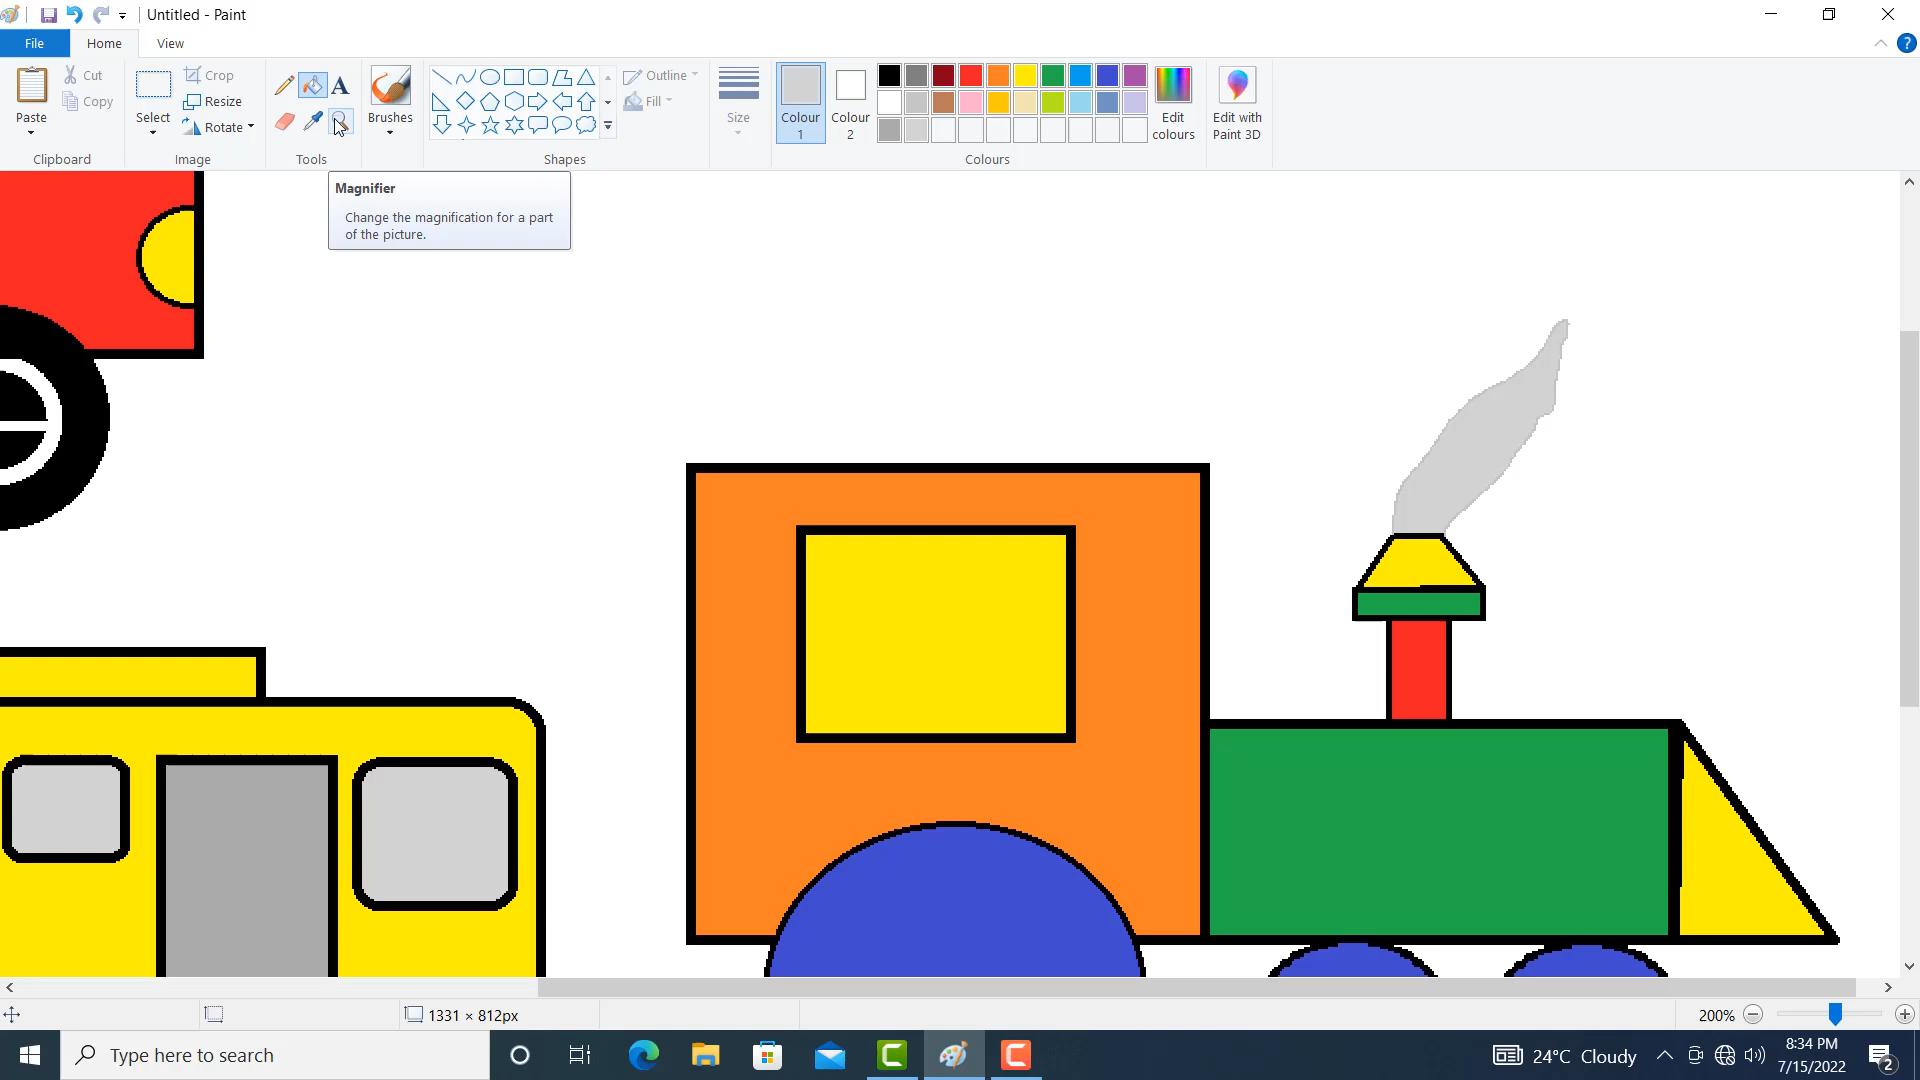 Untitled - Paint
File Home View
Paste
Cut
Copy
Clipboard
Select
Crop
Resize
Rotate
Image
A
Tools
Brushes
Shapes
Outline
Fill
Size
Colour 1
Colour 2
Edit colours
Edit with Paint 3D
Colours
?
Magnifier
Change the magnification for a part
of the picture.
1331 × 812px
200%
Type here to search
24°C Cloudy
8:34 PM
7/15/2022
2